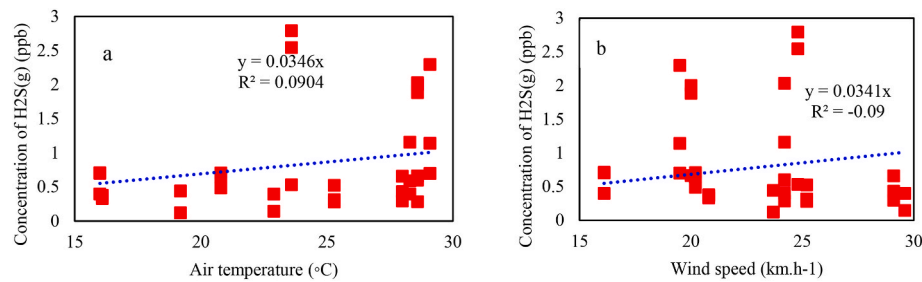 Concentration of H2S(g) (ppb)
3
2.5
2
1.5
1
0.5
0
a
y = 0.0346x
R² = 0.0904
15
20
25
30
Air temperature (◦C)
Concentration of H2S(g) (ppb)
3
2.5
2
1.5
1
0.5
0
b
y = 0.0341x
R² = -0.09
15
20
25
30
Wind speed (km.h-1)